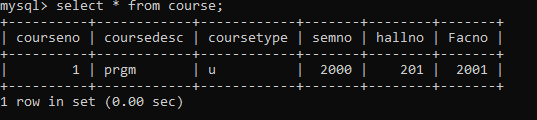 mysql> select * from course;
+----------+------------+------------+-------+--------+-------+
| courseno | coursedesc | coursetype | semno | hallno | Facno |
+----------+------------+------------+-------+--------+-------+
|        1 | prgm       | u          |  2000 |    201 |  2001 |
+----------+------------+------------+-------+--------+-------+
1 row in set (0.00 sec)